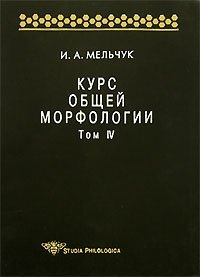 И. А. МЕЛЬЧУК
КУРС
ОБЩЕЙ
МОРФОЛОГИИ
Том IV
STUDIA PHILOLOGICA